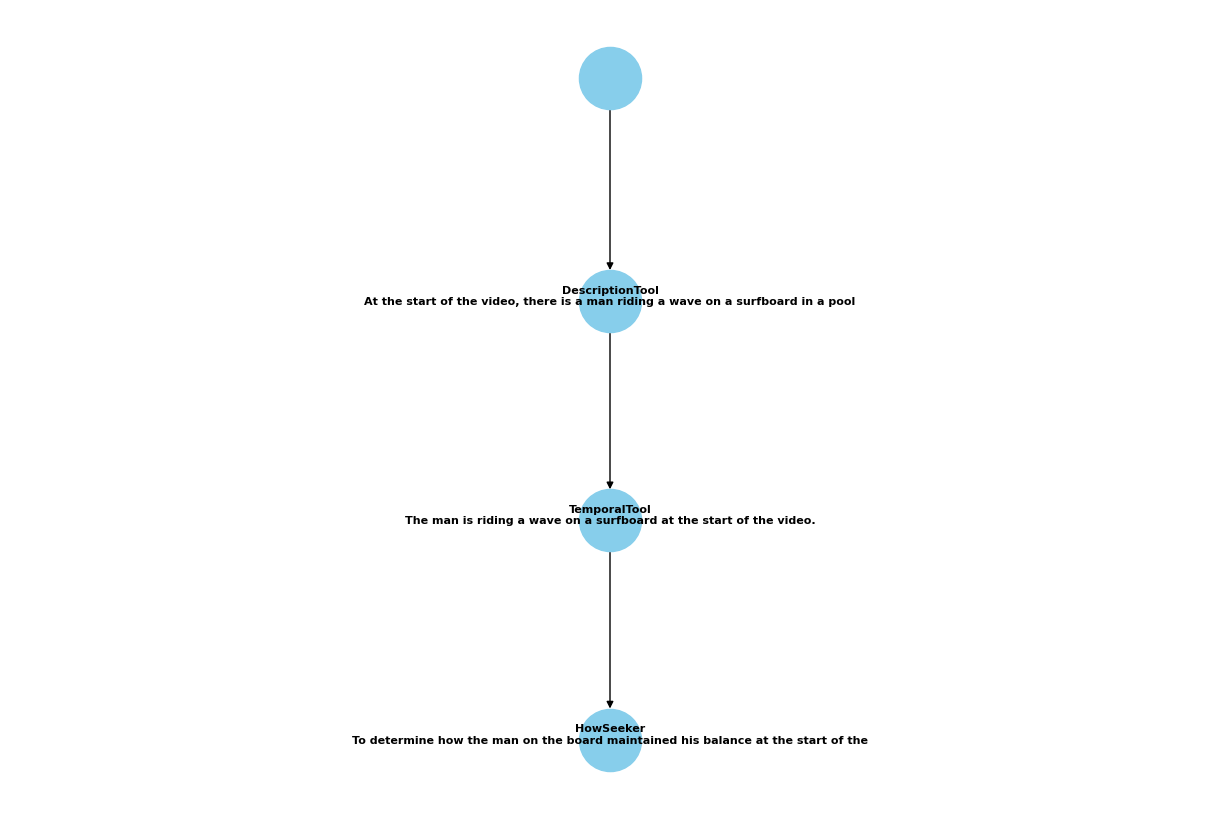 DescriptionTool
At the start of the video, there is a man riding a wave on a surfboard in a pool
TemporalTool
The man is riding a wave on a surfboard at the start of the video.
HowSeeker
To determine how the man on the board maintained his balance at the start of the